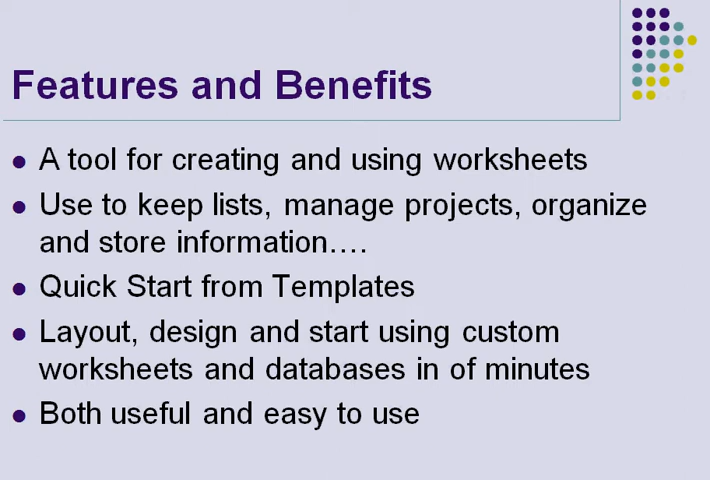 Features and Benefits
A tool for creating and using worksheets
Use to keep lists, manage projects, organize
and store information....
Quick Start from Templates
Layout, design and start using custom
worksheets and databases in of minutes
Both useful and easy to use